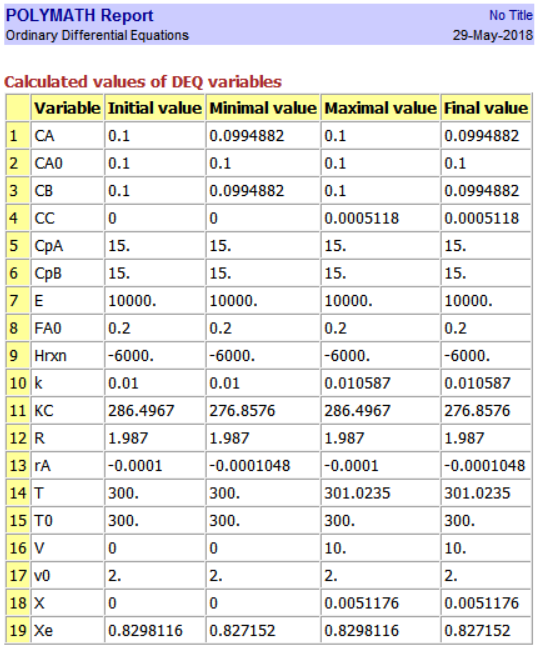 POLYMATH Report No Title
Ordinary Differential Equations 29-May-2018
Calculated values of DEQ variables
Variable Initial value Minimal value Maximal value Final value
1 CA 0.1 0.0994882 0.1 0.0994882
2 CA0 0.1 0.1 0.1 0.1
3 CB 0.1 0.0994882 0.1 0.0994882
4 CC 0 0 0.0005118 0.0005118
5 CpA 15. 15. 15. 15.
6 CpB 15. 15. 15. 15.
7 E 10000. 10000. 10000. 10000.
8 FA0 0.2 0.2 0.2 0.2
9 Hrxn -6000. -6000. -6000. -6000.
10 k 0.01 0.01 0.010587 0.010587
11 KC 286.4967 276.8576 286.4967 276.8576
12 R 1.987 1.987 1.987 1.987
13 rA -0.0001 -0.0001048 -0.0001 -0.0001048
14 T 300. 300. 301.0235 301.0235
15 T0 300. 300. 300. 300.
16 V 0 0 10. 10.
17 v0 2. 2. 2. 2.
18 X 0 0 0.0051176 0.0051176
19 Xe 0.8298116 0.827152 0.8298116 0.827152